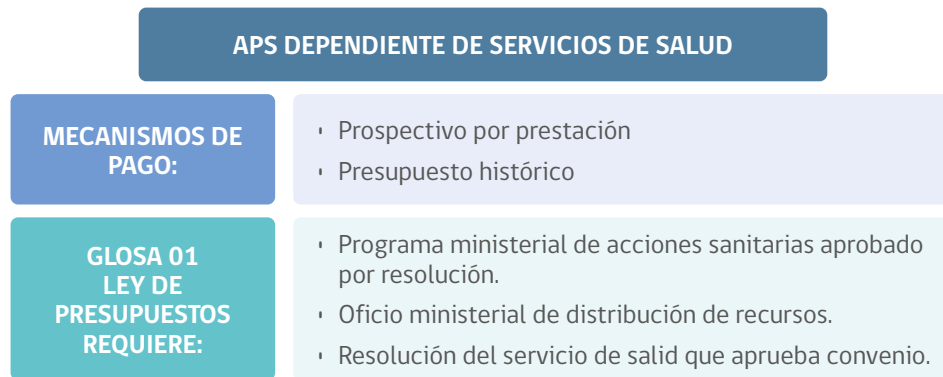 APS DEPENDIENTE DE SERVICIOS DE SALUD
MECANISMOS DE
PAGO:
Prospectivo por prestación
Presupuesto histórico
GLOSA 01
LEY DE
PRESUPUESTOS
REQUIERE:
Programa ministerial de acciones sanitarias aprobado
por resolución.
Oficio ministerial de distribución de recursos.
Resolución del servicio de salid que aprueba convenio.